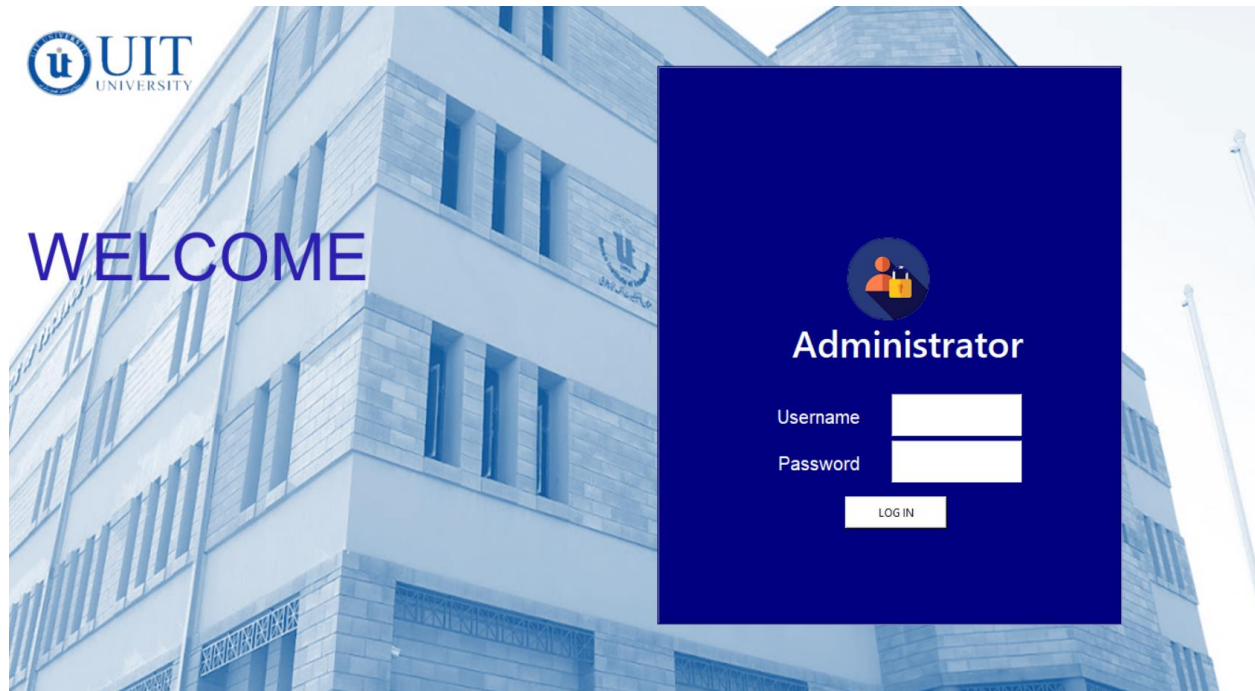 UIT
UNIVERSITY
WELCOME
Administrator
Username
Password
LOG IN